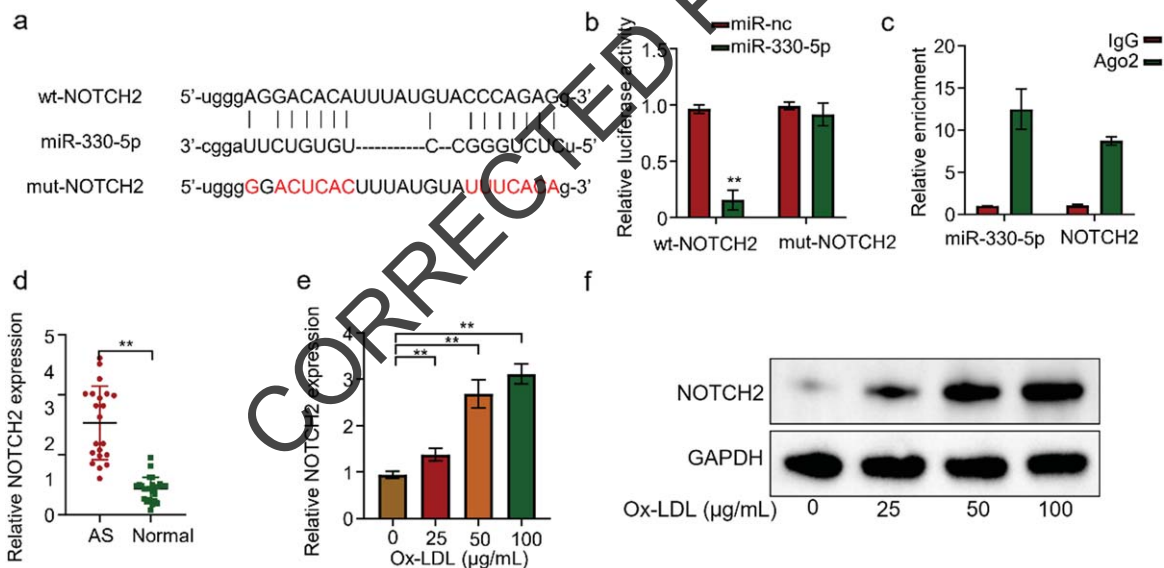 a
wt-NOTCH2 5'-ugggAGGACACAUUUAUGUACCCAGAGg-3'
miR-330-5p 3'-cggaUUCUGUGU-----------C--CGGGUCUCu-5'
mut-NOTCH2 5'-ugggGGACUCACUUUAUGUAUUUCACAg-3'
b
miR-nc
miR-330-5p
Relative luciferase activity
1.5
1.0
0.5
0
**
wt-NOTCH2 mut-NOTCH2
c
IgG
Ago2
Relative enrichment
20
15
10
5
0
miR-330-5p NOTCH2
d
Relative NOTCH2 expression
5
4
3
2
1
0
**
AS Normal
e
Relative NOTCH2 expression
4
3
2
1
0
**
**
**
0 25 50 100
Ox-LDL (μg/mL)
f
NOTCH2
GAPDH
Ox-LDL (μg/mL) 0 25 50 100
CORRECTED P